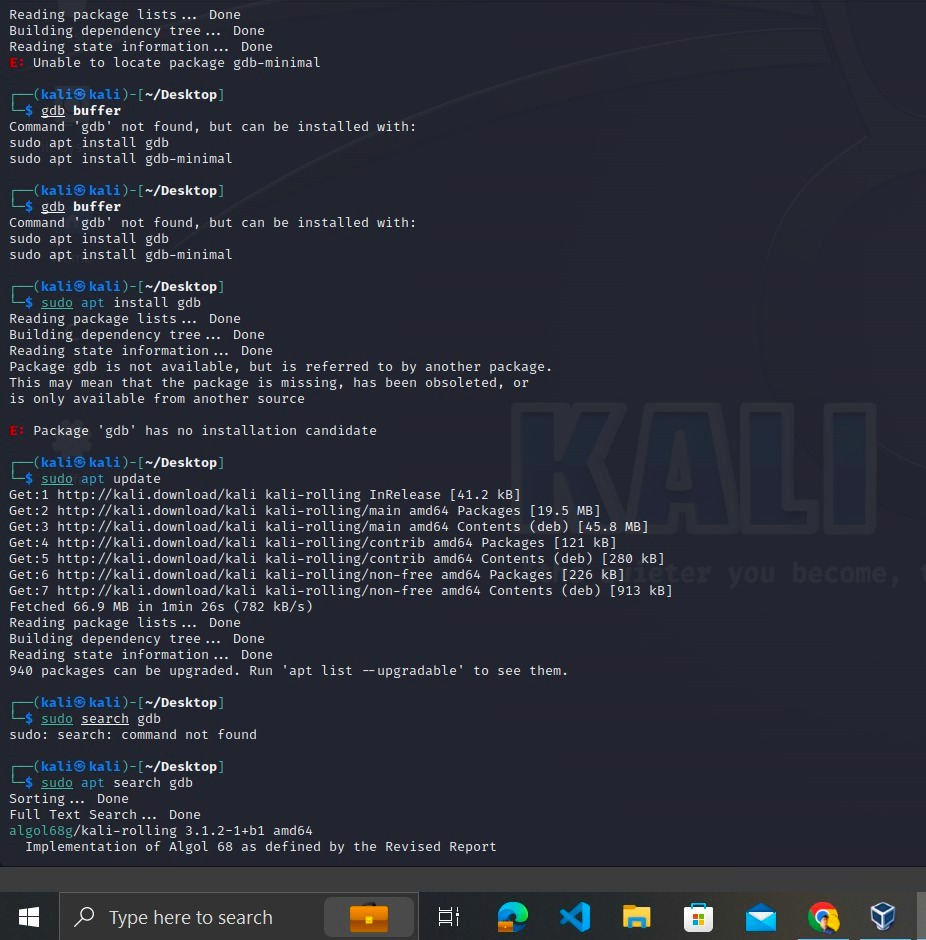 Reading package lists... Done
Building dependency tree... Done
Reading state information... Done
E: Unable to locate package gdb-minimal
┌──(kali㉿kali)-[~/Desktop]
└─$ gdb buffer
Command 'gdb' not found, but can be installed with:
sudo apt install gdb
sudo apt install gdb-minimal
┌──(kali㉿kali)-[~/Desktop]
└─$ gdb buffer
Command 'gdb' not found, but can be installed with:
sudo apt install gdb
sudo apt install gdb-minimal
┌──(kali㉿kali)-[~/Desktop]
└─$ sudo apt install gdb
Reading package lists... Done
Building dependency tree... Done
Reading state information... Done
Package gdb is not available, but is referred to by another package.
This may mean that the package is missing, has been obsoleted, or
is only available from another source
E: Package 'gdb' has no installation candidate
┌──(kali㉿kali)-[~/Desktop]
└─$ sudo apt update
Get:1 http://kali.download/kali kali-rolling InRelease [41.2 kB]
Get:2 http://kali.download/kali kali-rolling/main amd64 Packages [19.5 MB]
Get:3 http://kali.download/kali kali-rolling/main amd64 Contents (deb) [45.8 MB]
Get:4 http://kali.download/kali kali-rolling/contrib amd64 Packages [121 kB]
Get:5 http://kali.download/kali kali-rolling/contrib amd64 Contents (deb) [280 kB]
Get:6 http://kali.download/kali kali-rolling/non-free amd64 Packages [226 kB]
Get:7 http://kali.download/kali kali-rolling/non-free amd64 Contents (deb) [913 kB]
Fetched 66.9 MB in 1min 26s (782 kB/s)
Reading package lists... Done
Building dependency tree... Done
Reading state information... Done
940 packages can be upgraded. Run 'apt list --upgradable' to see them.
┌──(kali㉿kali)-[~/Desktop]
└─$ sudo search gdb
sudo: search: command not found
┌──(kali㉿kali)-[~/Desktop]
└─$ sudo apt search gdb
Sorting... Done
Full Text Search... Done
algol68g/kali-rolling 3.1.2-1+b1 amd64
Implementation of Algol 68 as defined by the Revised Report
KALI
you become,
Type here to search